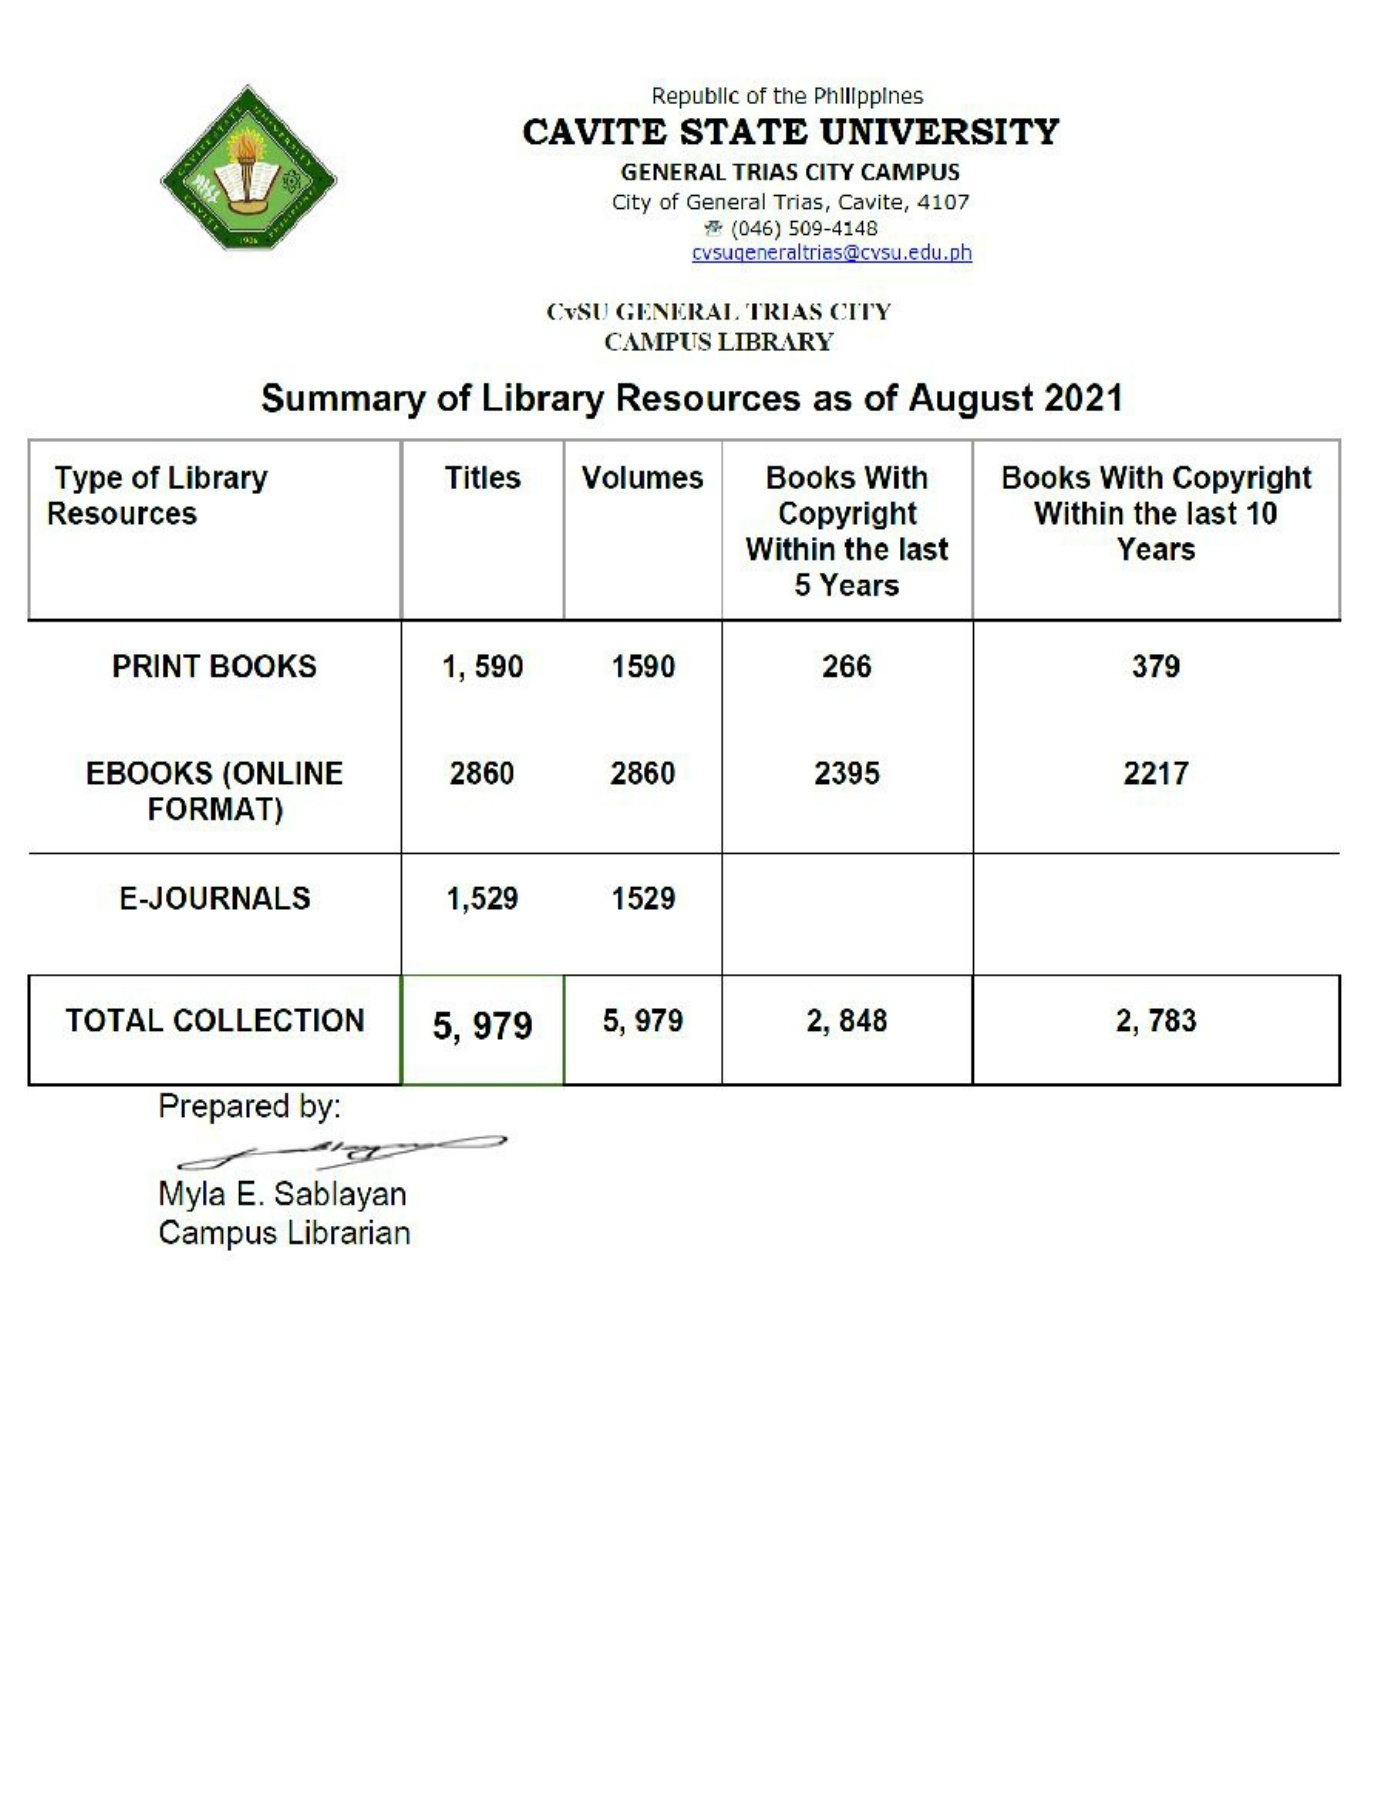 Republic of the Philippines
CAVITE STATE UNIVERSITY
GENERAL TRIAS CITY CAMPUS
City of General Trias, Cavite, 4107
☏ (046) 509-4148
cvsugeneraltrias@cvsu.edu.ph
CAVITE STATE UNIVERSITY
CAVITE
1906
CvSU GENERAL TRIAS CITY
CAMPUS LIBRARY
Summary of Library Resources as of August 2021
Type of Library
Resources
Titles
Volumes
Books With
Copyright
Within the last
5 Years
Books With Copyright
Within the last 10
Years
PRINT BOOKS 1, 590 1590 266 379
EBOOKS (ONLINE
FORMAT)
2860 2860 2395 2217
E-JOURNALS 1,529 1529
TOTAL COLLECTION 5, 979 5, 979 2, 848 2, 783
Prepared by:
Myla E. Sablayan
Campus Librarian